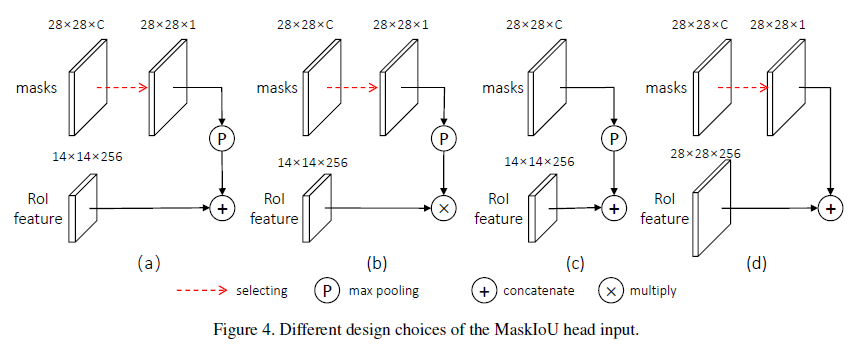 28×28×C 28×28×1 28×28×C 28×28×1 28×28×C 28×28×C 28×28×1
masks masks masks masks
P P P
14×14×256 14×14×256 14×14×256 28×28×256
RoI feature + RoI feature × RoI feature + RoI feature +
(a) (b) (c) (d)
selecting P max pooling + concatenate × multiply
Figure 4. Different design choices of the MaskIoU head input.